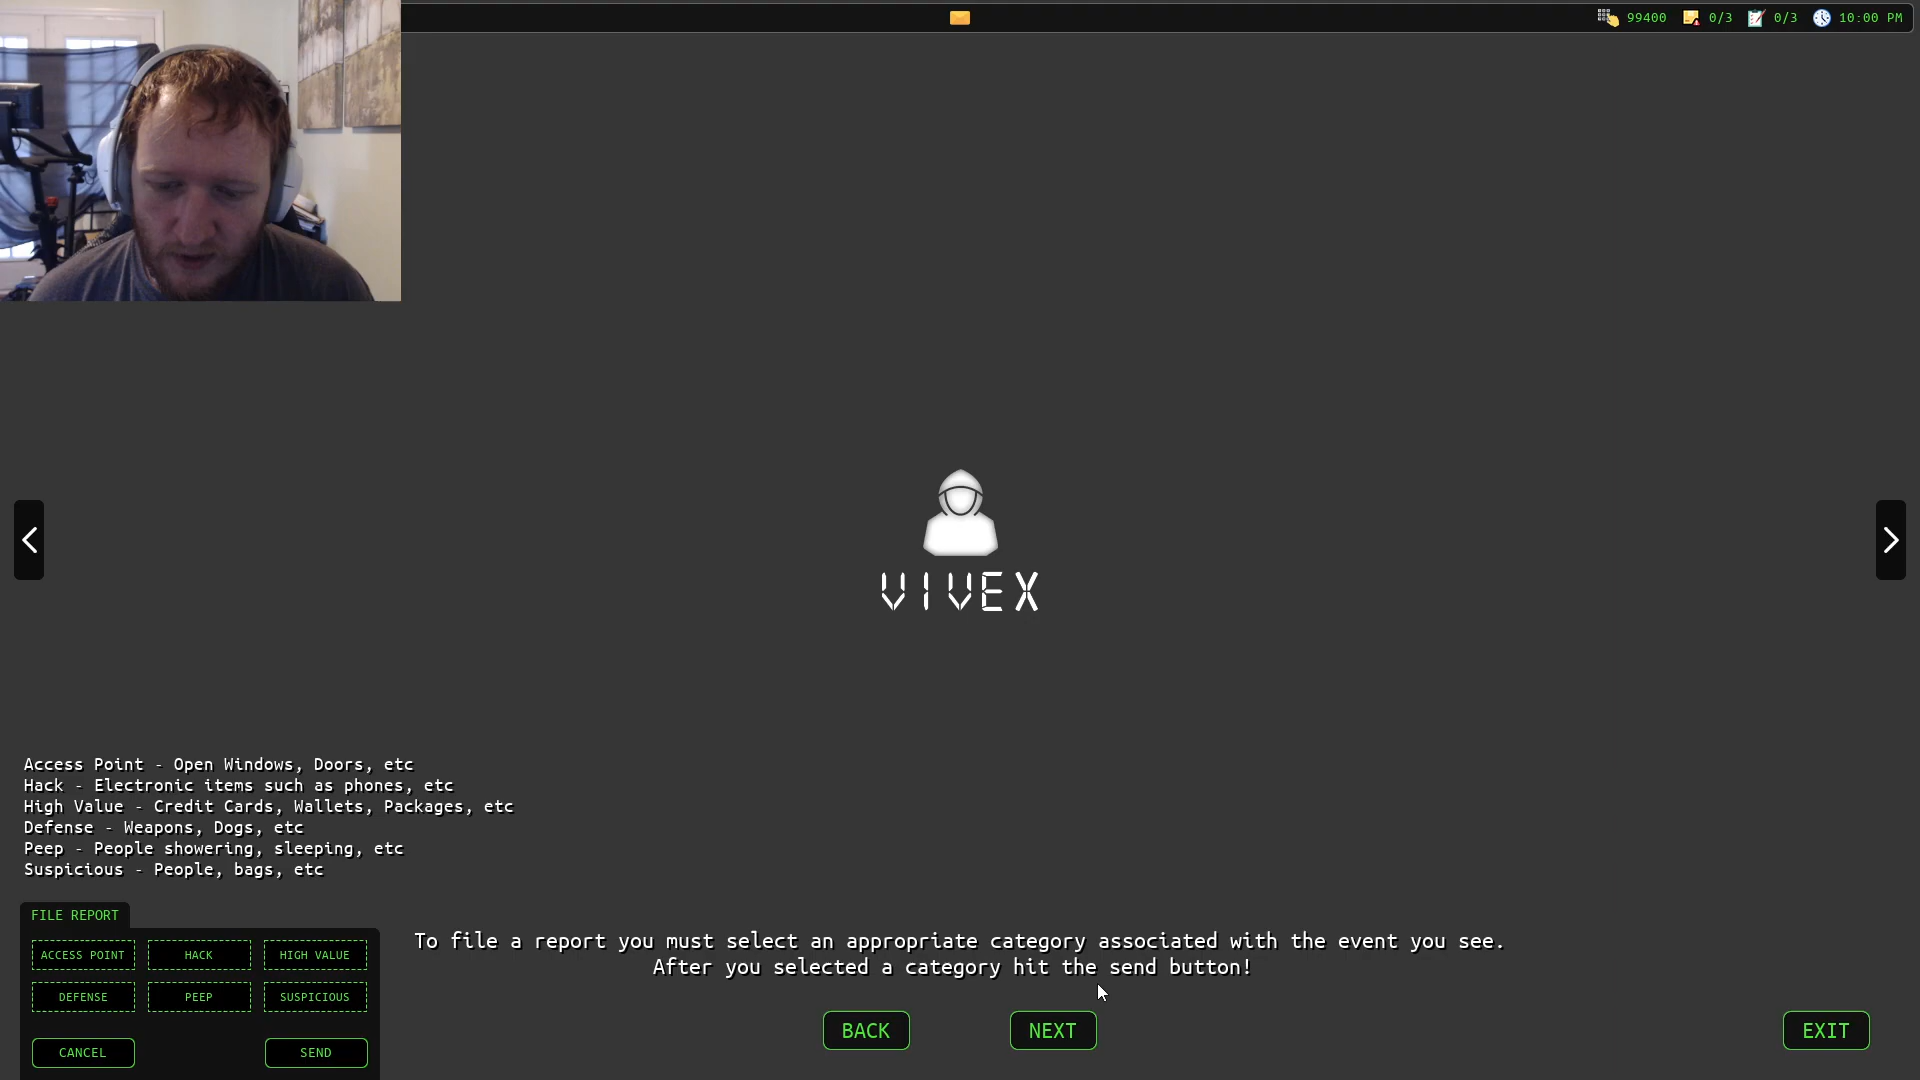 99400 0/3 0/3 10:00 PM
VIVEX
Access Point - Open Windows, Doors, etc
Hack - Electronic items such as phones, etc
High Value - Credit Cards, Wallets, Packages, etc
Defense - Weapons, Dogs, etc
Peep - People showering, sleeping, etc
Suspicious - People, bags, etc
FILE REPORT
ACCESS POINT HACK HIGH VALUE
DEFENSE PEEP SUSPICIOUS
CANCEL SEND
To file a report you must select an appropriate category associated with the event you see.
After you selected a category hit the send button!
BACK NEXT EXIT